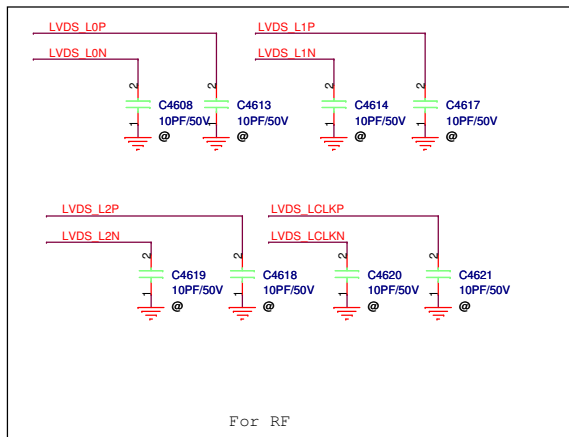 LVDS_L0P LVDS_L1P
LVDS_L0N LVDS_L1N
2 2 2 2
C4608 C4613 C4614 C4617
1 10PF/50V 1 10PF/50V 1 10PF/50V 1 10PF/50V
@ @ @ @
LVDS_L2P LVDS_LCLKP
LVDS_L2N LVDS_LCLKN
2 2 2 2
C4619 C4618 C4620 C4621
1 10PF/50V 1 10PF/50V 1 10PF/50V 1 10PF/50V
@ @ @ @
For RF